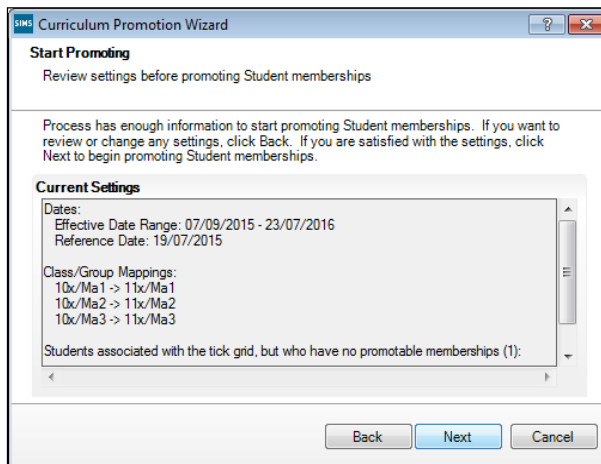 SIMS Curriculum Promotion Wizard
Start Promoting
Review settings before promoting Student memberships
Process has enough information to start promoting Student memberships. If you want to
review or change any settings, click Back. If you are satisfied with the settings, click
Next to begin promoting Student memberships.
Current Settings
Dates:
Effective Date Range: 07/09/2015 - 23/07/2016
Reference Date: 19/07/2015
Class/Group Mappings:
10x/Ma1 -> 11x/Ma1
10x/Ma2 -> 11x/Ma2
10x/Ma3 -> 11x/Ma3
Students associated with the tick grid, but who have no promotable memberships (1):
Back Next Cancel